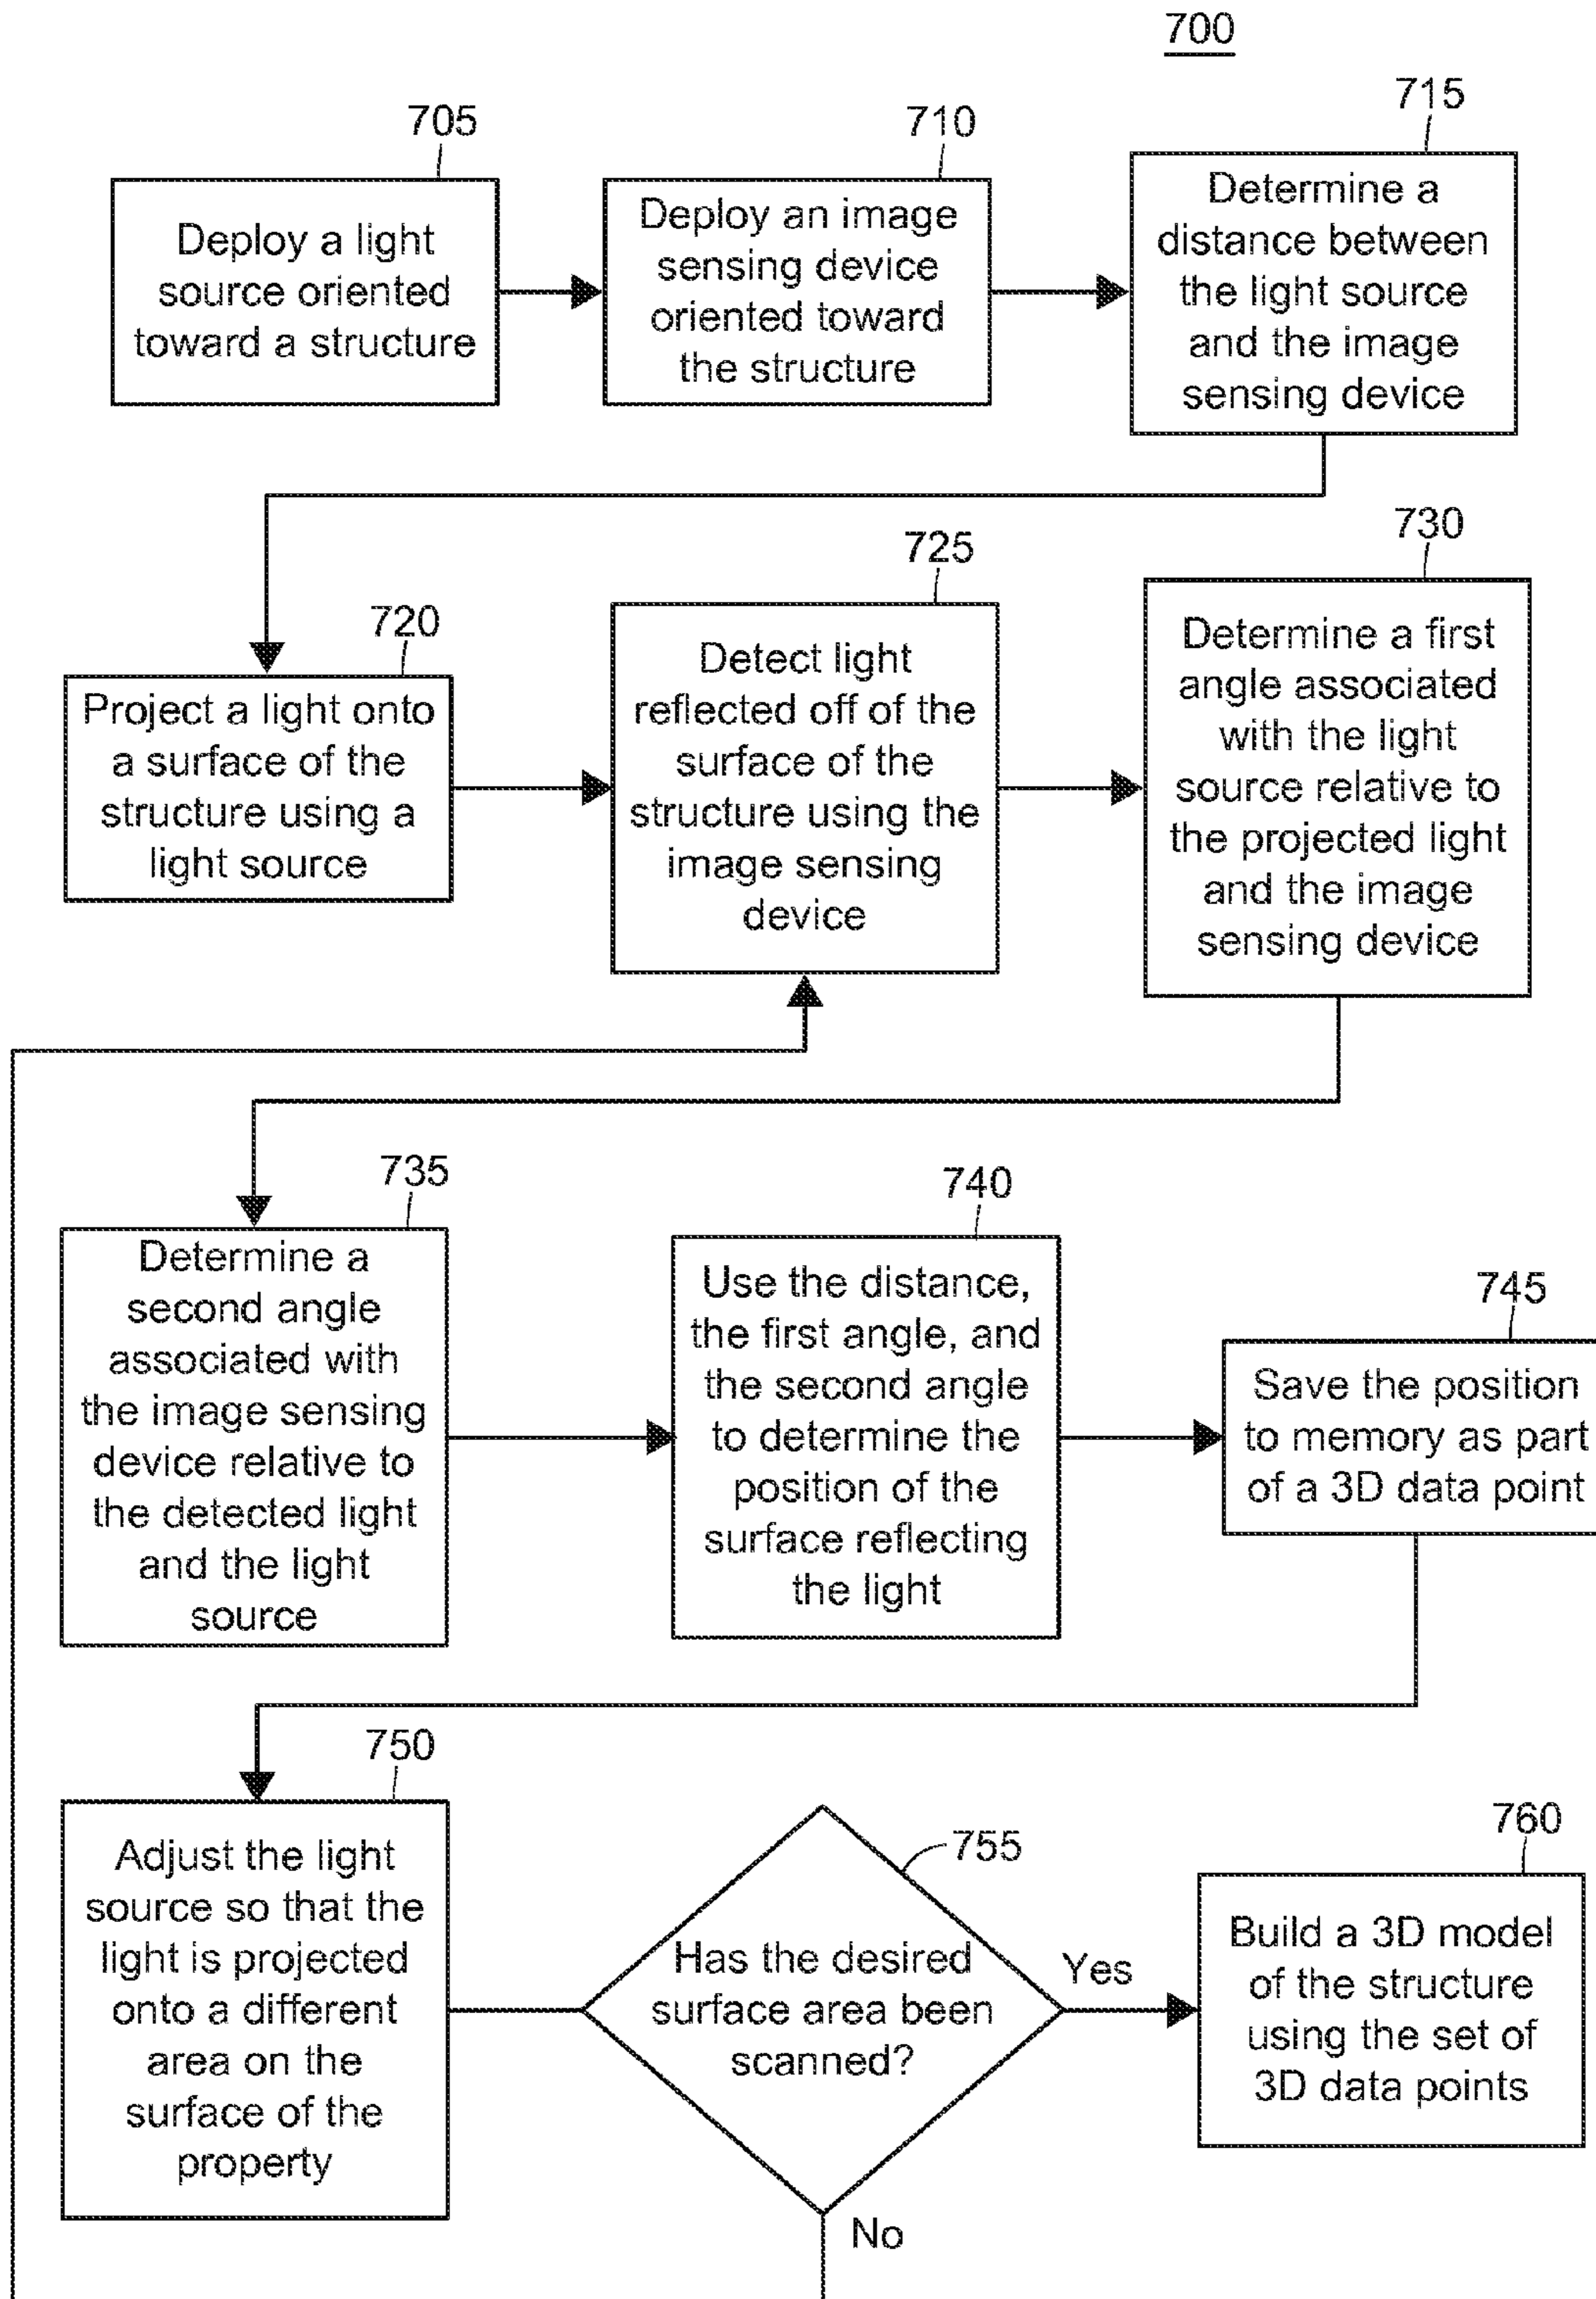 700
705
Deploy a light
source oriented
toward a structure
710
Deploy an image
sensing device
oriented toward
the structure
715
Determine a
distance between
the light source
and the image
sensing device
720
Project a light onto
a surface of the
structure using a
light source
725
Detect light
reflected off of the
surface of the
structure using the
image sensing
device
730
Determine a first
angle associated
with the light
source relative to
the projected light
and the image
sensing device
735
Determine a
second angle
associated with
the image sensing
device relative to
the detected light
and the light
source
740
Use the distance,
the first angle, and
the second angle
to determine the
position of the
surface reflecting
the light
745
Save the position
to memory as part
of a 3D data point
750
Adjust the light
source so that the
light is projected
onto a different
area on the
surface of the
property
755
Has the desired
surface area been
scanned?
Yes
No
760
Build a 3D model
of the structure
using the set of
3D data points